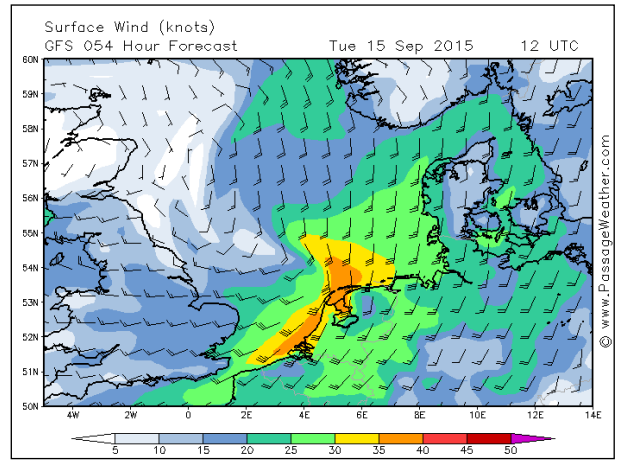 Surface Wind (knots)
GFS 054 Hour Forecast Tue 15 Sep 2015 12 UTC
60N
59N
58N
57N
56N
55N
54N
53N
52N
51N
50N
4W 2W 0 2E 4E 6E 8E 10E 12E 14E
© www.PassageWeather.com
5 10 15 20 25 30 35 40 45 50